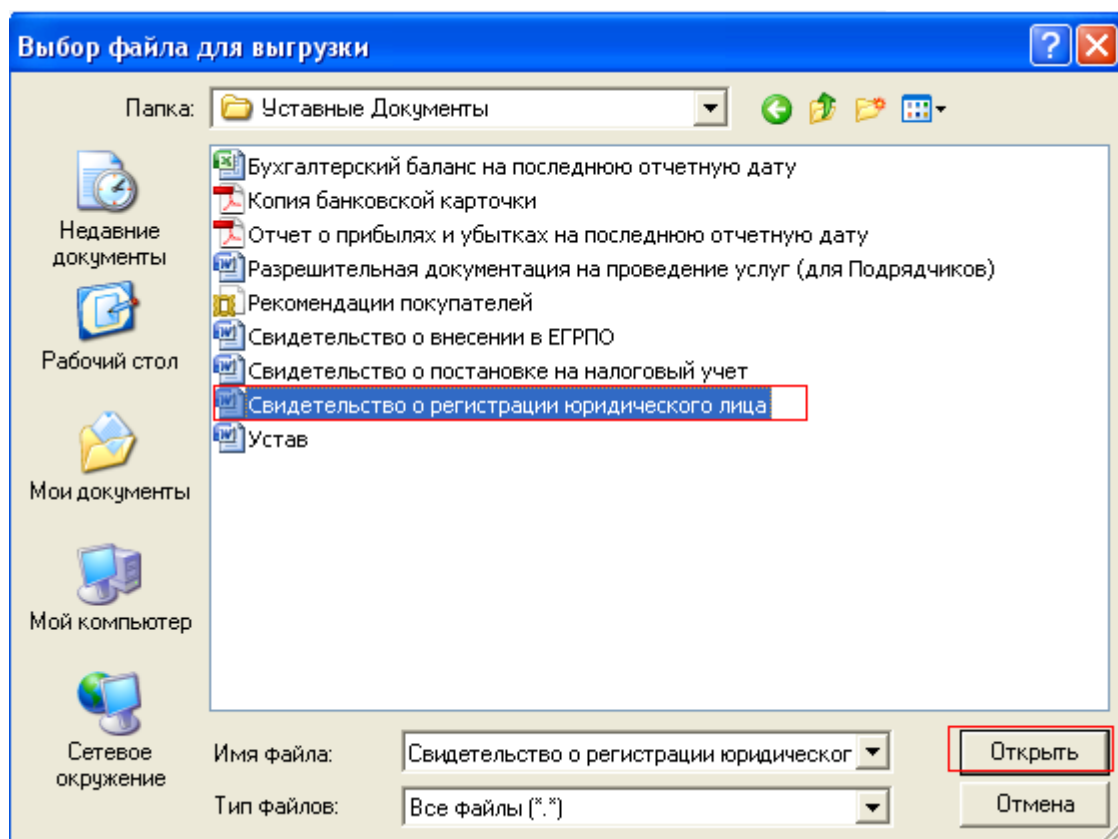 Выбор файла для выгрузки
Папка: Уставные Документы
Бухгалтерский баланс на последнюю отчетную дату
Копия банковской карточки
Отчет о прибылях и убытках на последнюю отчетную дату
Разрешительная документация на проведение услуг (для Подрядчиков)
Рекомендации покупателей
Свидетельство о внесении в ЕГРПО
Свидетельство о постановке на налоговый учет
Свидетельство о регистрации юридического лица
Устав
Недавние
документы
Рабочий стол
Мои документы
Мой компьютер
Сетевое
окружение
Имя файла: Свидетельство о регистрации юридическог Открыть
Тип файлов: Все файлы (*.*) Отмена